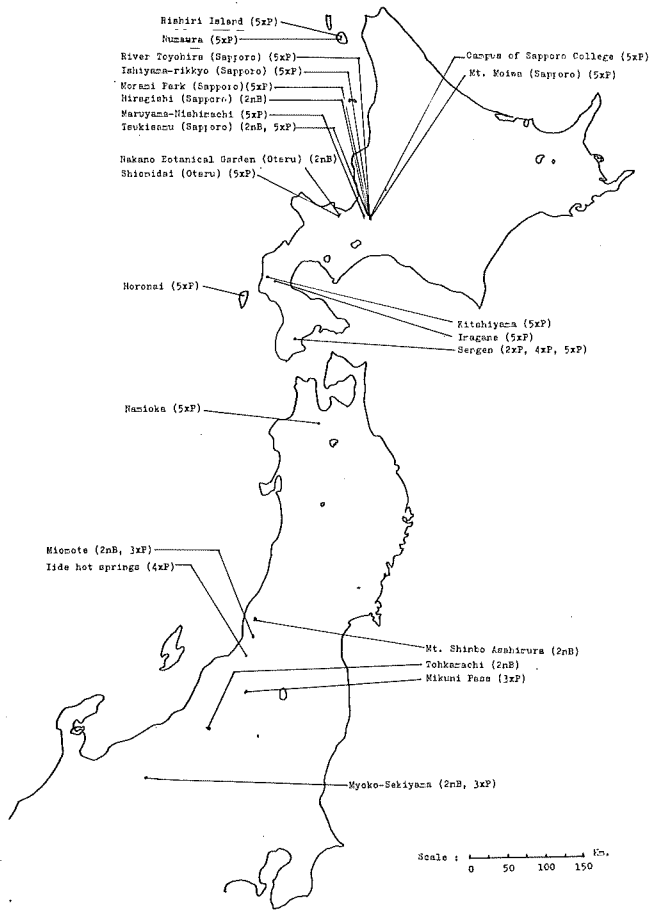 Rishiri Island (5xP)
Numaura (5xP)
River Toyohira (Sapporo) (5xP)
Ishiyama-rikkyo (Sapporo) (5xP)
Morami Park (Sapporo)(5xP)
Hiragishi (Sapporo) (2nB)
Maruyama-Nishimachi (5xP)
Tsukisamu (Sapporo) (2nB, 5xP)
Campus of Sapporo College (5xP)
Mt. Moiwa (Sapporo) (5xP)
Nakano Botanical Garden (Oteru) (2nB)
Shiomidai (Oteru) (5xP)
Horonai (5xP)
Kitahiyama (5xP)
Iragane (5xP)
Sengen (2xP, 4xP, 5xP)
Namioka (5xP)
Miomote (2nB, 3xP)
Iide hot springs (4xP)
Mt. Shinbo Asahimura (2nB)
Tohkamachi (2nB)
Mikuni Pass (3xP)
Myoko-Sekiyama (2nB, 3xP)
Scale : 0 50 100 150 Km.